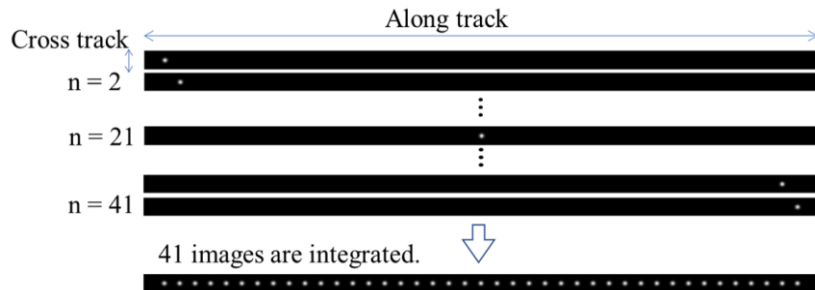 Along track
Cross track
n = 2
n = 21
n = 41
41 images are integrated.